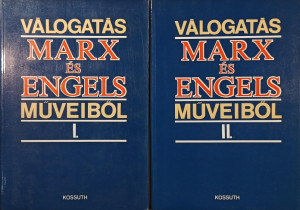 VÁLOGATÁS
MARX
ÉS
ENGELS
MŰVEIBŐL
I.
KOSSUTH
VÁLOGATÁS
MARX
ÉS
ENGELS
MŰVEIBŐL
II.
KOSSUTH